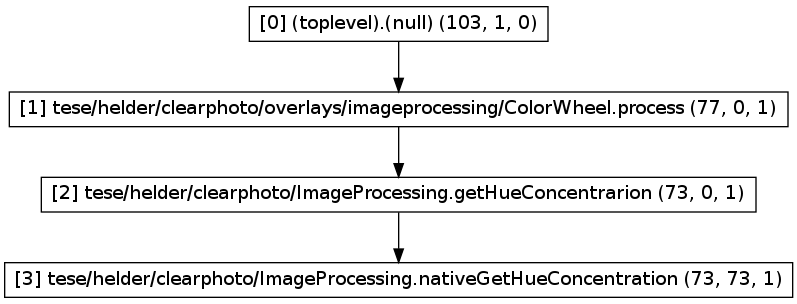 [0] (toplevel).(null) (103, 1, 0)
[1] tese/helder/clearphoto/overlays/imageprocessing/ColorWheel.process (77, 0, 1)
[2] tese/helder/clearphoto/ImageProcessing.getHueConcentrarion (73, 0, 1)
[3] tese/helder/clearphoto/ImageProcessing.nativeGetHueConcentration (73, 73, 1)